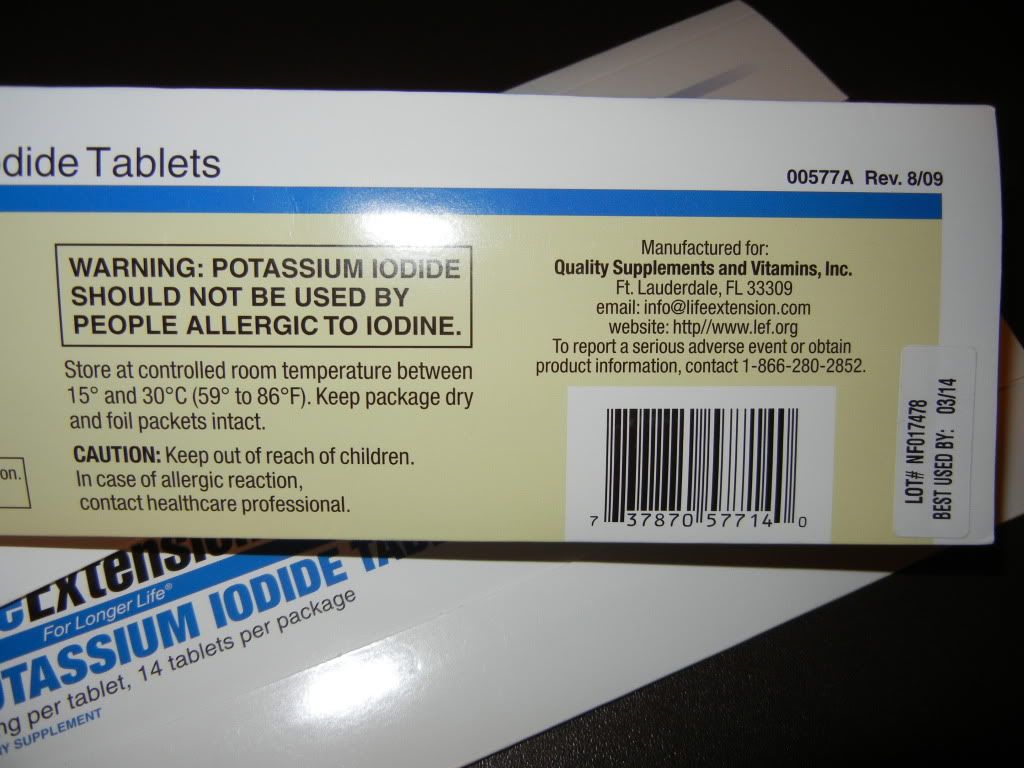 dide Tablets
00577A Rev. 8/09
WARNING: POTASSIUM IODIDE
SHOULD NOT BE USED BY
PEOPLE ALLERGIC TO IODINE.
Store at controlled room temperature between
15° and 30°C (59° to 86°F). Keep package dry
and foil packets intact.
CAUTION: Keep out of reach of children.
In case of allergic reaction,
contact healthcare professional.
on.
Manufactured for:
Quality Supplements and Vitamins, Inc.
Ft. Lauderdale, FL 33309
email: info@lifeextension.com
website: http//www.lef.org
To report a serious adverse event or obtain
product information, contact 1-866-280-2852.
7 37870 57714 0
LOT# NF017478
BEST USED BY: 03/14
eExtension
For Longer Life®
OTASSIUM IODIDE TAB
ng per tablet, 14 tablets per package
Y SUPPLEMENT